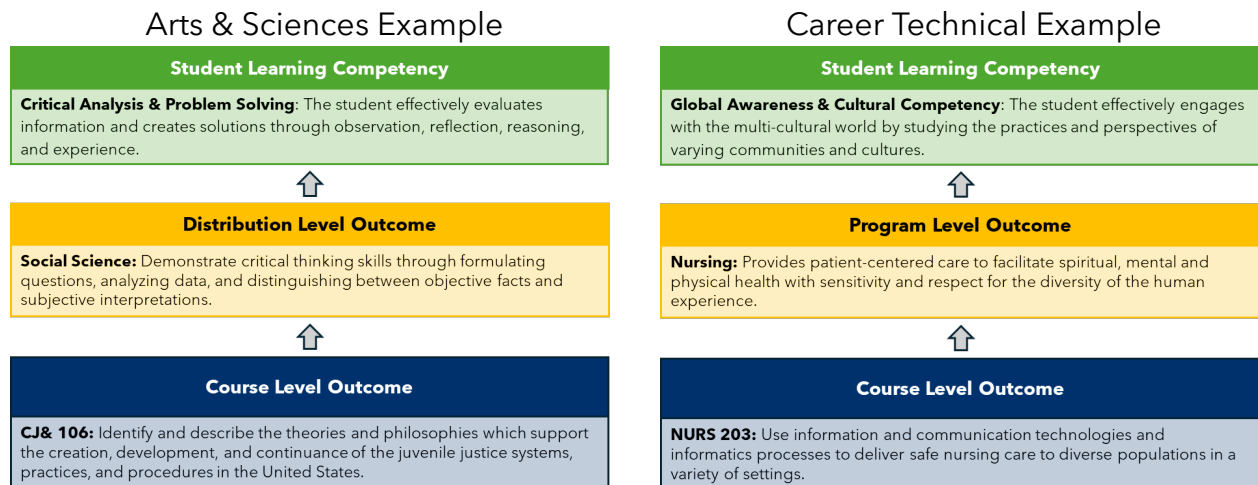 Arts & Sciences Example
Student Learning Competency
Critical Analysis & Problem Solving: The student effectively evaluates
information and creates solutions through observation, reflection, reasoning,
and experience.
Distribution Level Outcome
Social Science: Demonstrate critical thinking skills through formulating
questions, analyzing data, and distinguishing between objective facts and
subjective interpretations.
Course Level Outcome
CJ& 106: Identify and describe the theories and philosophies which support
the creation, development, and continuance of the juvenile justice systems,
practices, and procedures in the United States.
Career Technical Example
Student Learning Competency
Global Awareness & Cultural Competency: The student effectively engages
with the multi-cultural world by studying the practices and perspectives of
varying communities and cultures.
Program Level Outcome
Nursing: Provides patient-centered care to facilitate spiritual, mental and
physical health with sensitivity and respect for the diversity of the human
experience.
Course Level Outcome
NURS 203: Use information and communication technologies and
informatics processes to deliver safe nursing care to diverse populations in a
variety of settings.